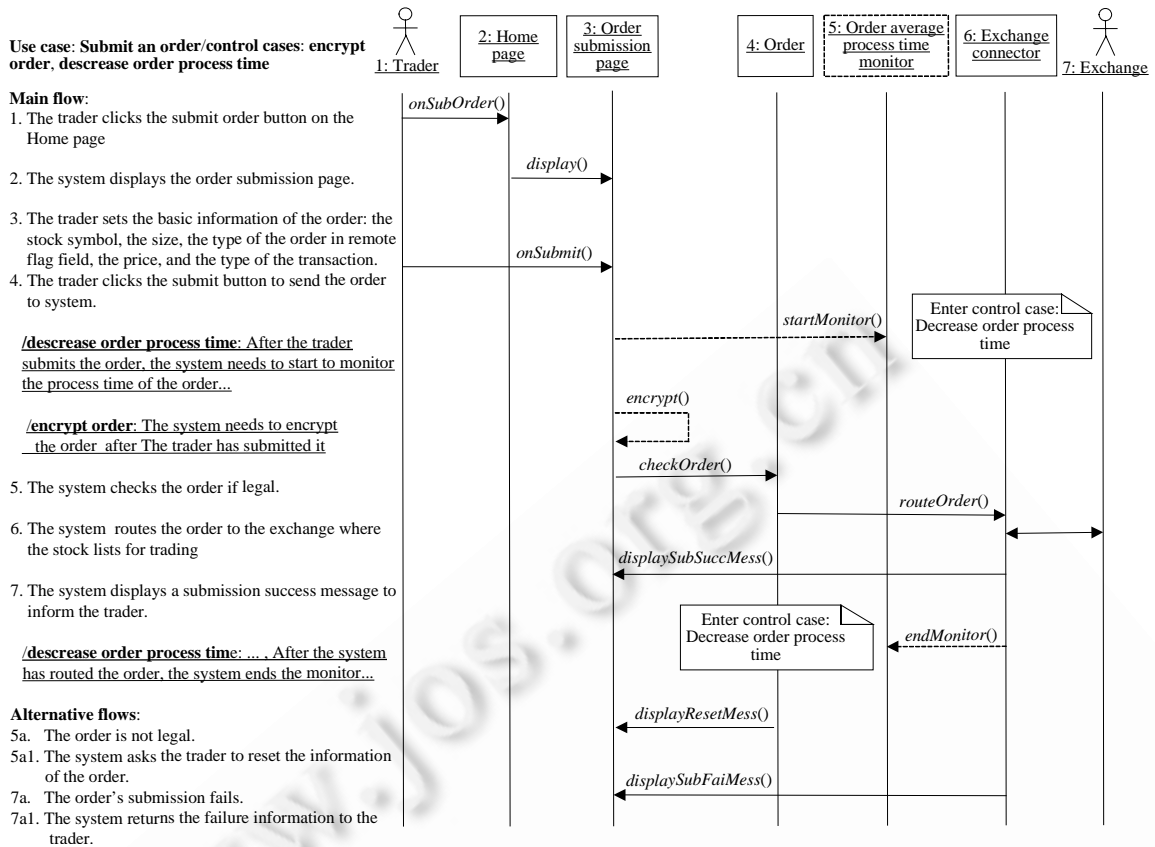 Use case: Submit an order/control cases: encrypt
order, descrease order process time
Main flow:
1. The trader clicks the submit order button on the
Home page
2. The system displays the order submission page.
3. The trader sets the basic information of the order: the
stock symbol, the size, the type of the order in remote
flag field, the price, and the type of the transaction.
4. The trader clicks the submit button to send the order
to system.
/descrease order process time: After the trader
submits the order, the system needs to start to monitor
the process time of the order...
/encrypt order: The system needs to encrypt
the order after The trader has submitted it
5. The system checks the order if legal.
6. The system routes the order to the exchange where
the stock lists for trading
7. The system displays a submission success message to
inform the trader.
/descrease order process time: ... , After the system
has routed the order, the system ends the monitor...
Alternative flows:
5a. The order is not legal.
5a1. The system asks the trader to reset the information
of the order.
7a. The order's submission fails.
7a1. The system returns the failure information to the
trader.
1: Trader
2: Home
page
3: Order
submission
page
4: Order
5: Order average
process time
monitor
6: Exchange
connector
7: Exchange
onSubOrder()
display()
onSubmit()
startMonitor()
Enter control case:
Decrease order process
time
encrypt()
checkOrder()
routeOrder()
displaySubSuccMess()
Enter control case:
Decrease order process
time
endMonitor()
displayResetMess()
displaySubFaiMess()
www.jos.org.cn